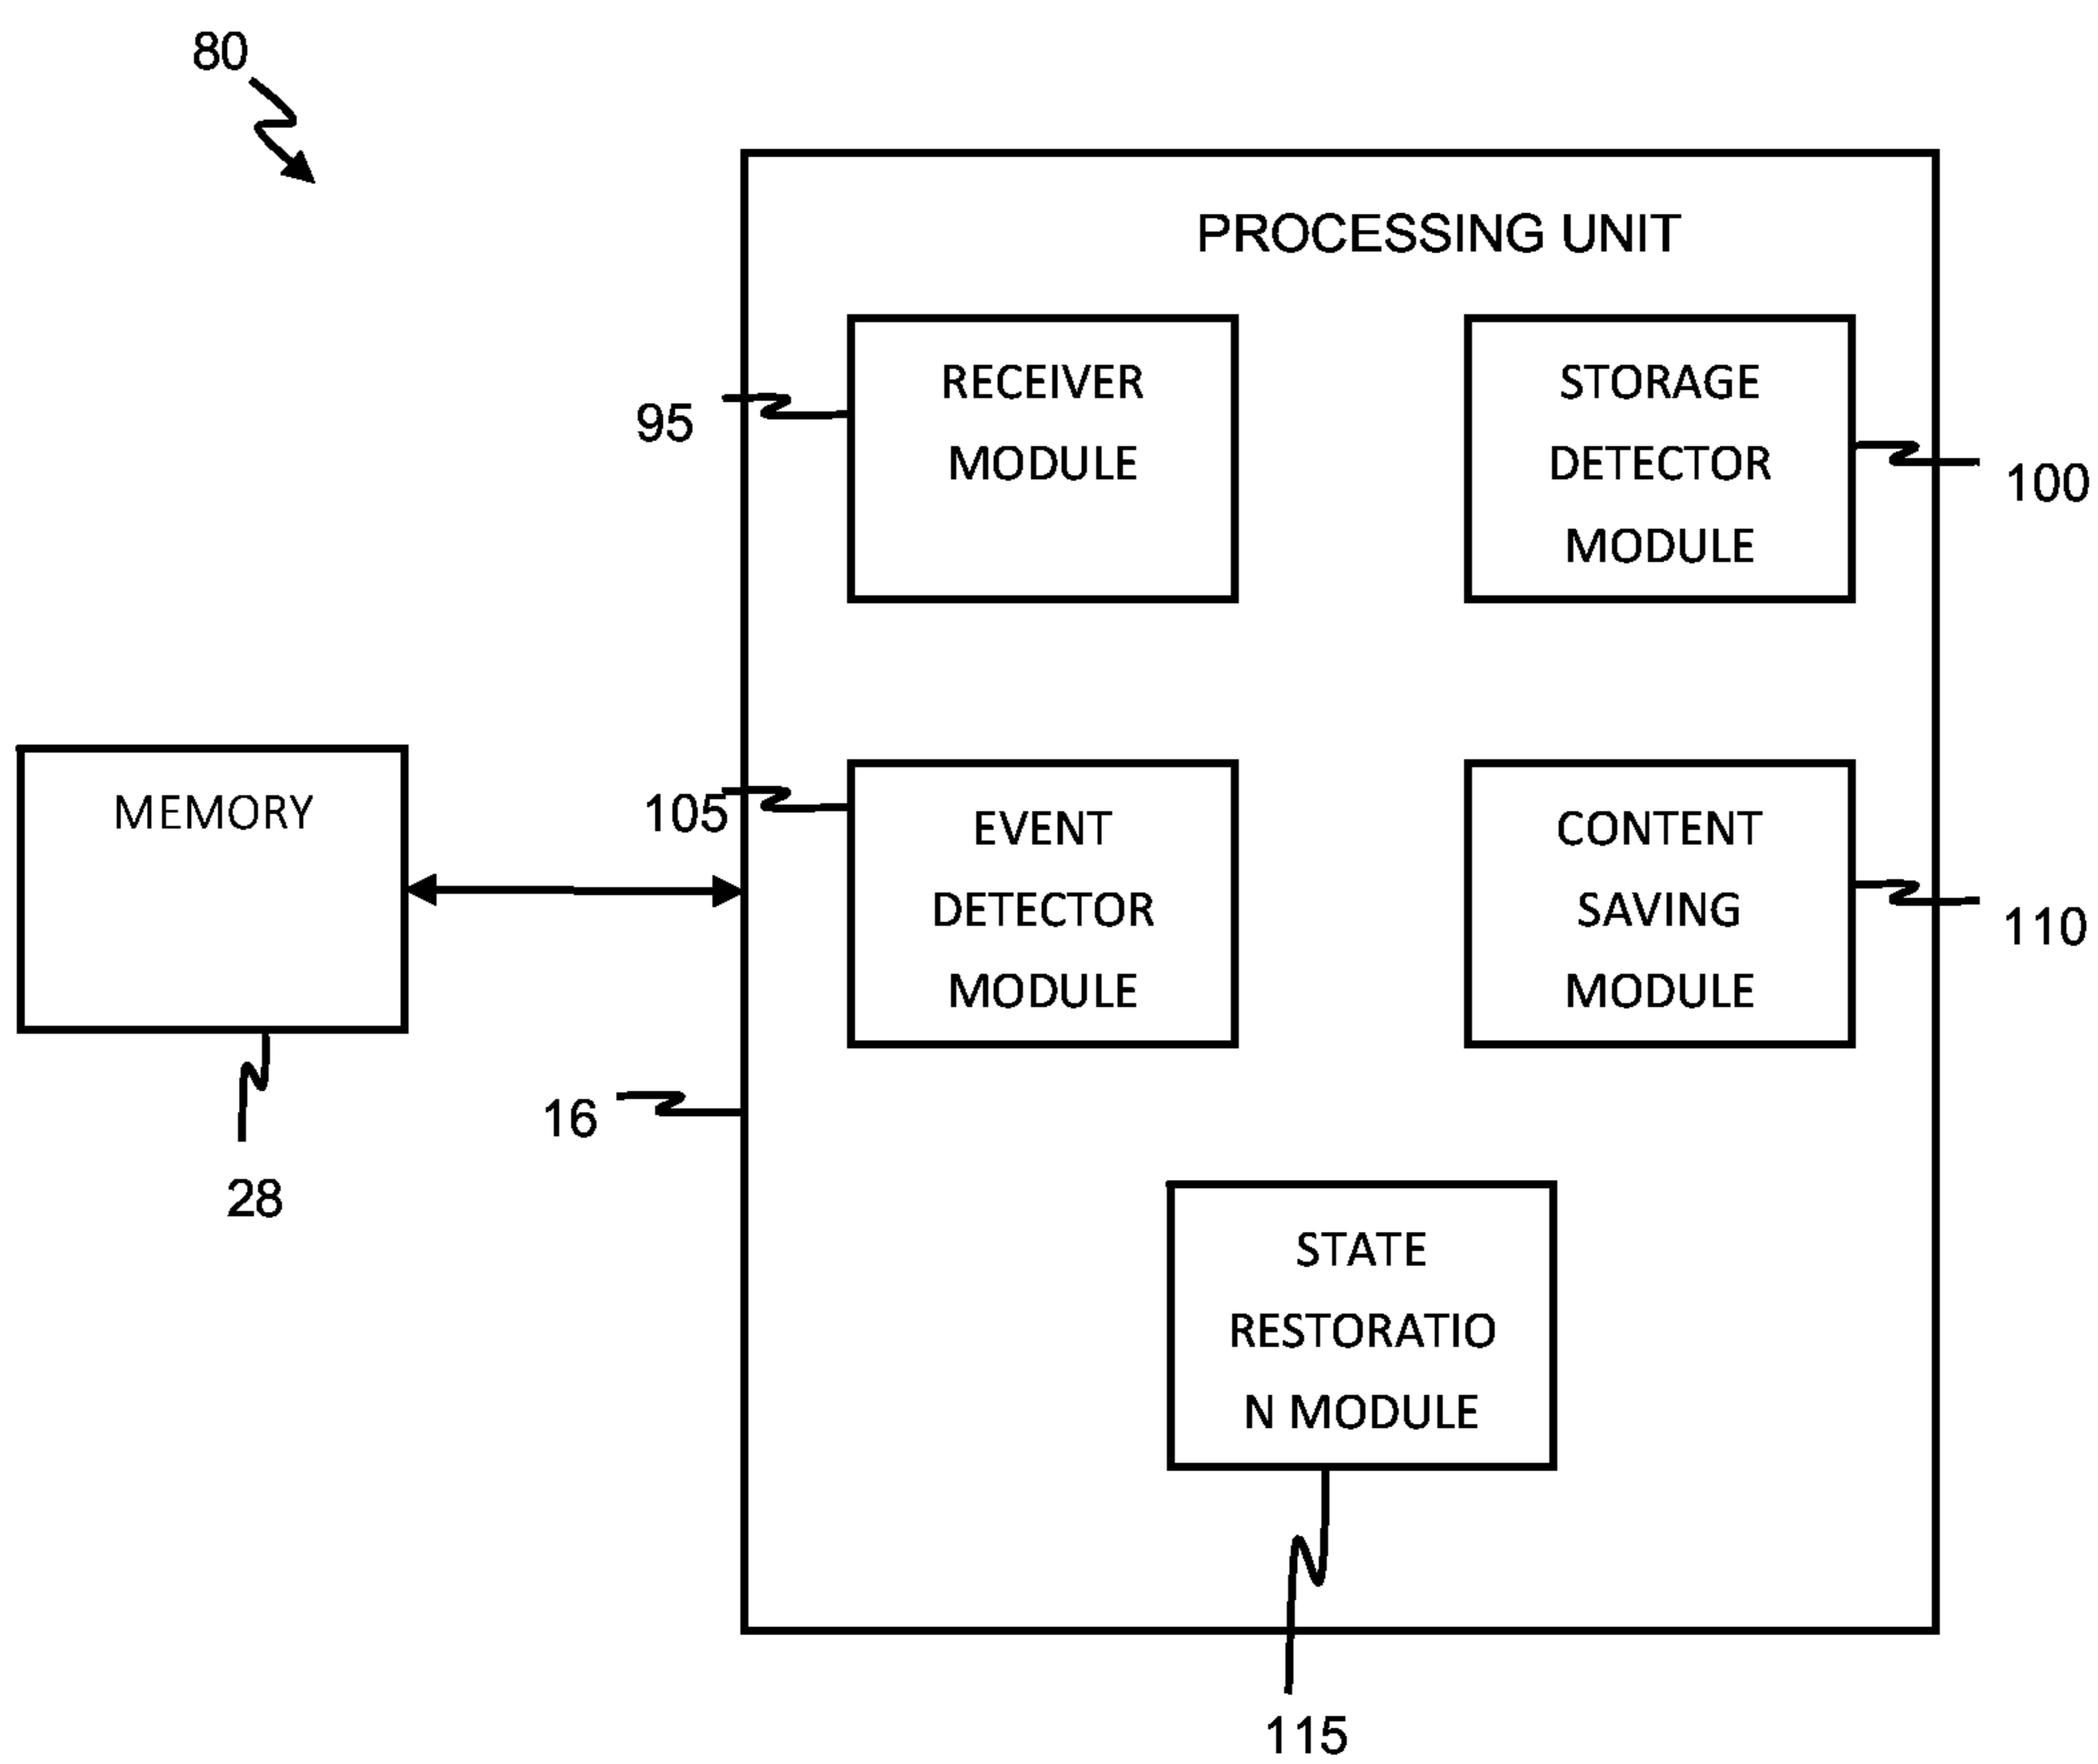 80
PROCESSING UNIT
RECEIVER
MODULE
95
STORAGE
DETECTOR
MODULE
100
MEMORY
28
105
EVENT
DETECTOR
MODULE
CONTENT
SAVING
MODULE
110
16
STATE
RESTORATIO
N MODULE
115